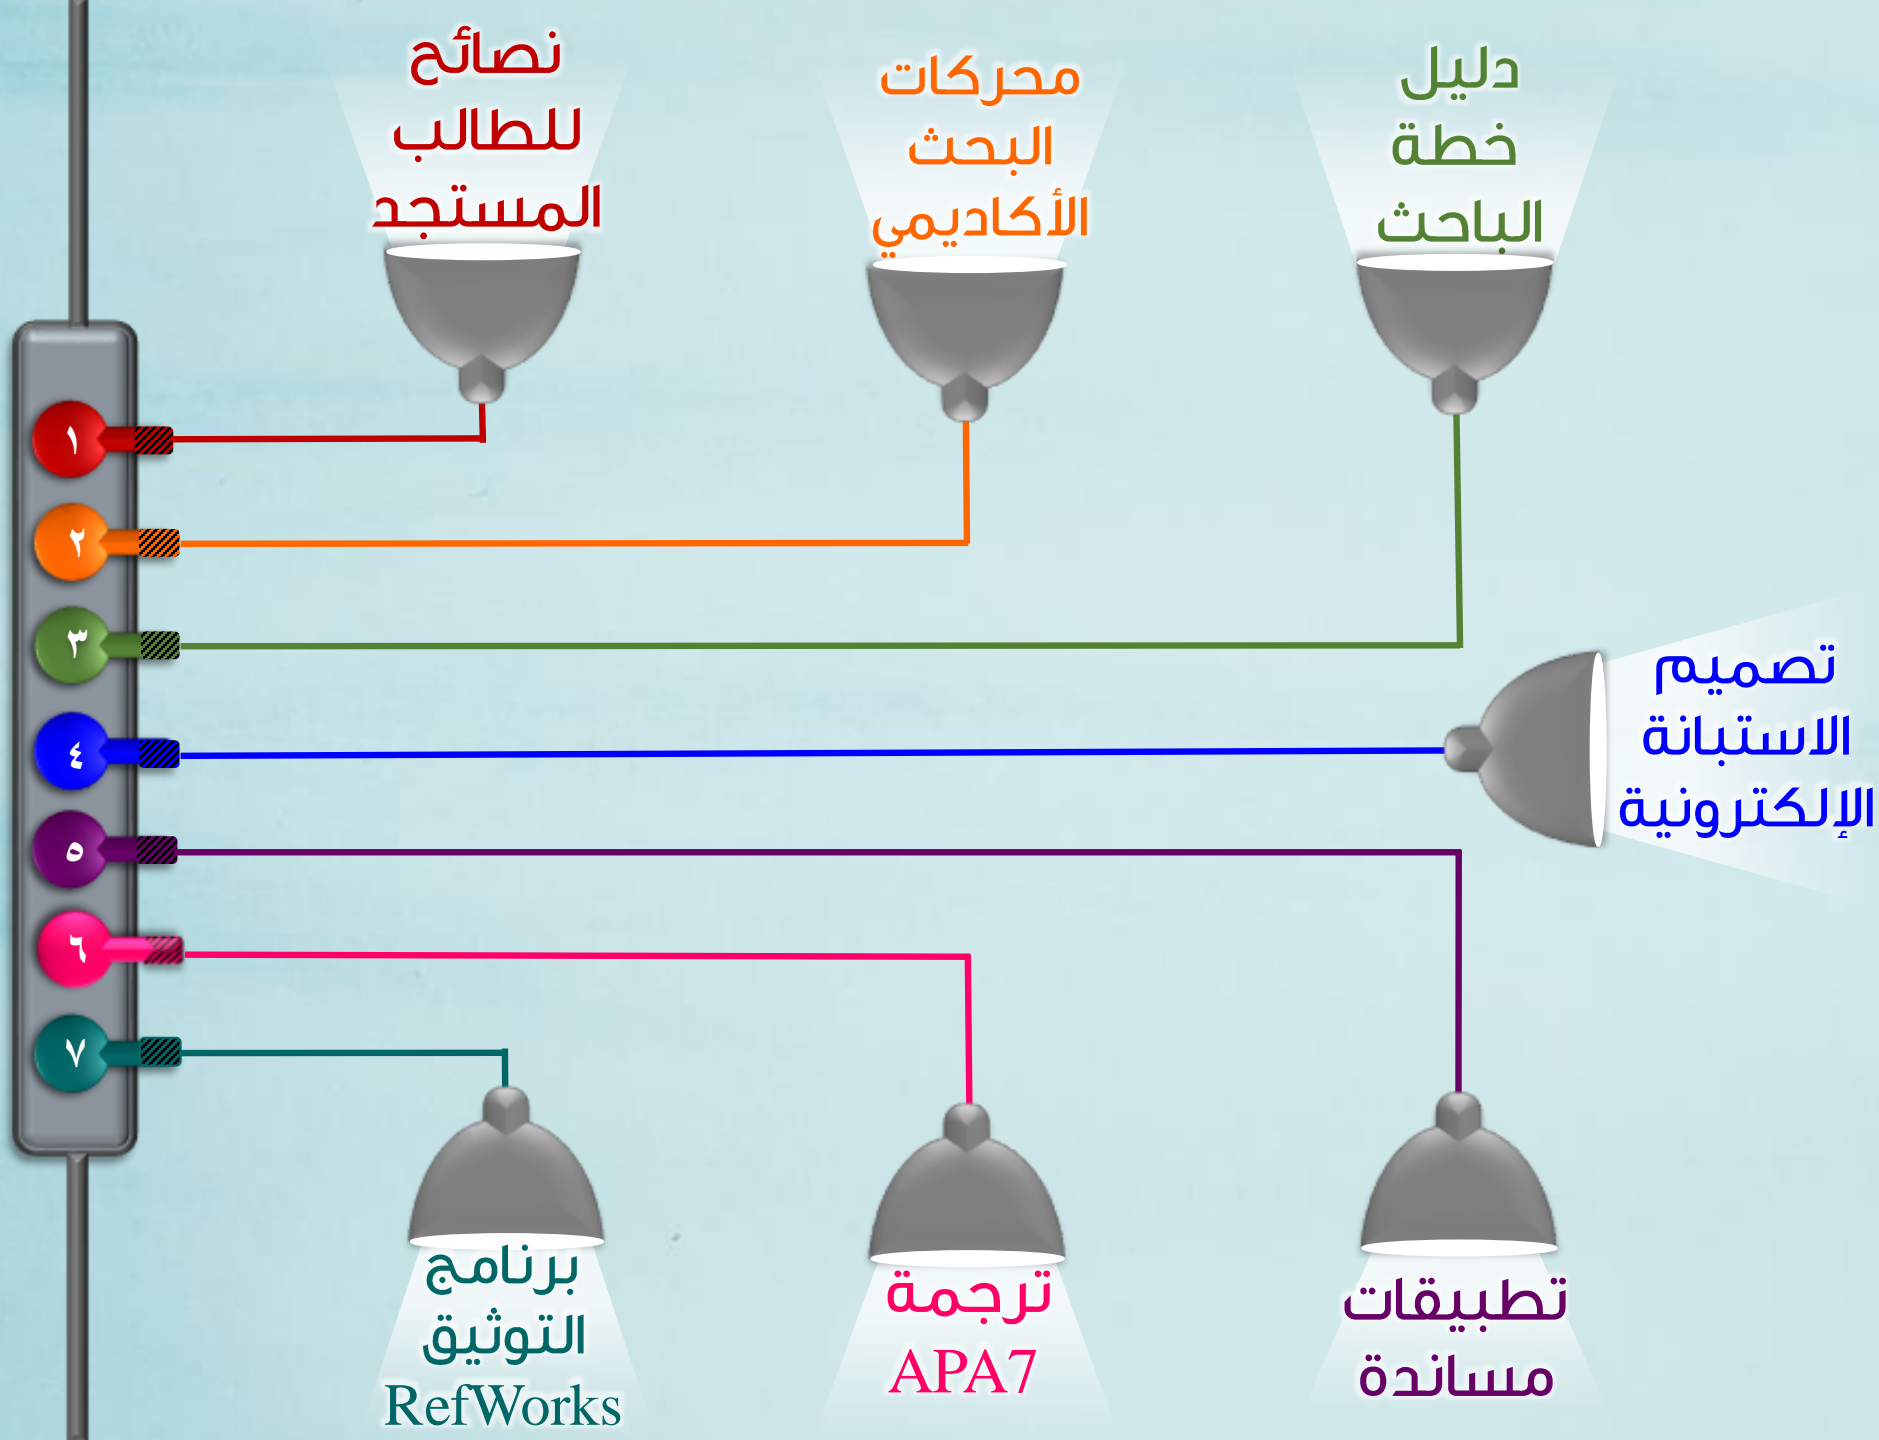 نصائح
للطالب
المستجد
محركات
البحث
الأكاديمي
دليل
خطة
الباحث
١
٢
٣
٤
٥
٦
٧
تصميم
الاستبانة
الإلكترونية
برنامج
التوثيق
RefWorks
ترجمة
APA7
تطبيقات
مساندة